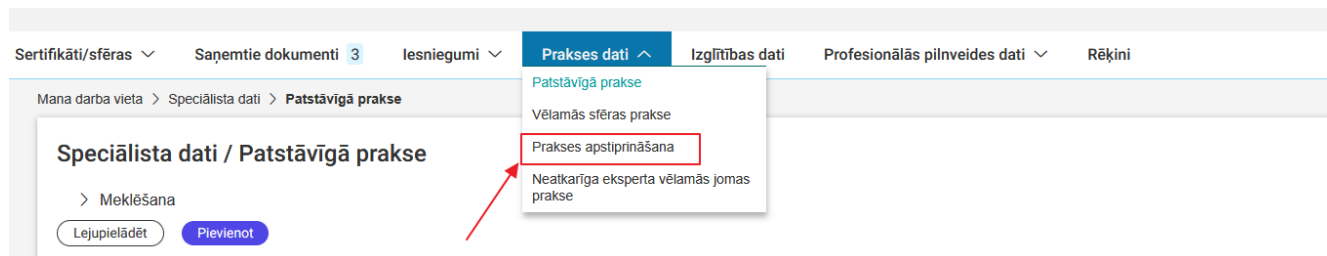 Sertifikāti/sfēras Saņemtie dokumenti 3 Iesniegumi Prakses dati Izglītības dati Profesionālās pilnveides dati Rēķini
Mana darba vieta > Speciālista dati > Patstāvīgā prakse
Patstāvīgā prakse
Vēlamās sfēras prakse
Prakses apstiprināšana
Neatkarīga eksperta vēlamās jomas
prakse
Speciālista dati / Patstāvīgā prakse
> Meklēšana
Lejupielādēt Pievienot